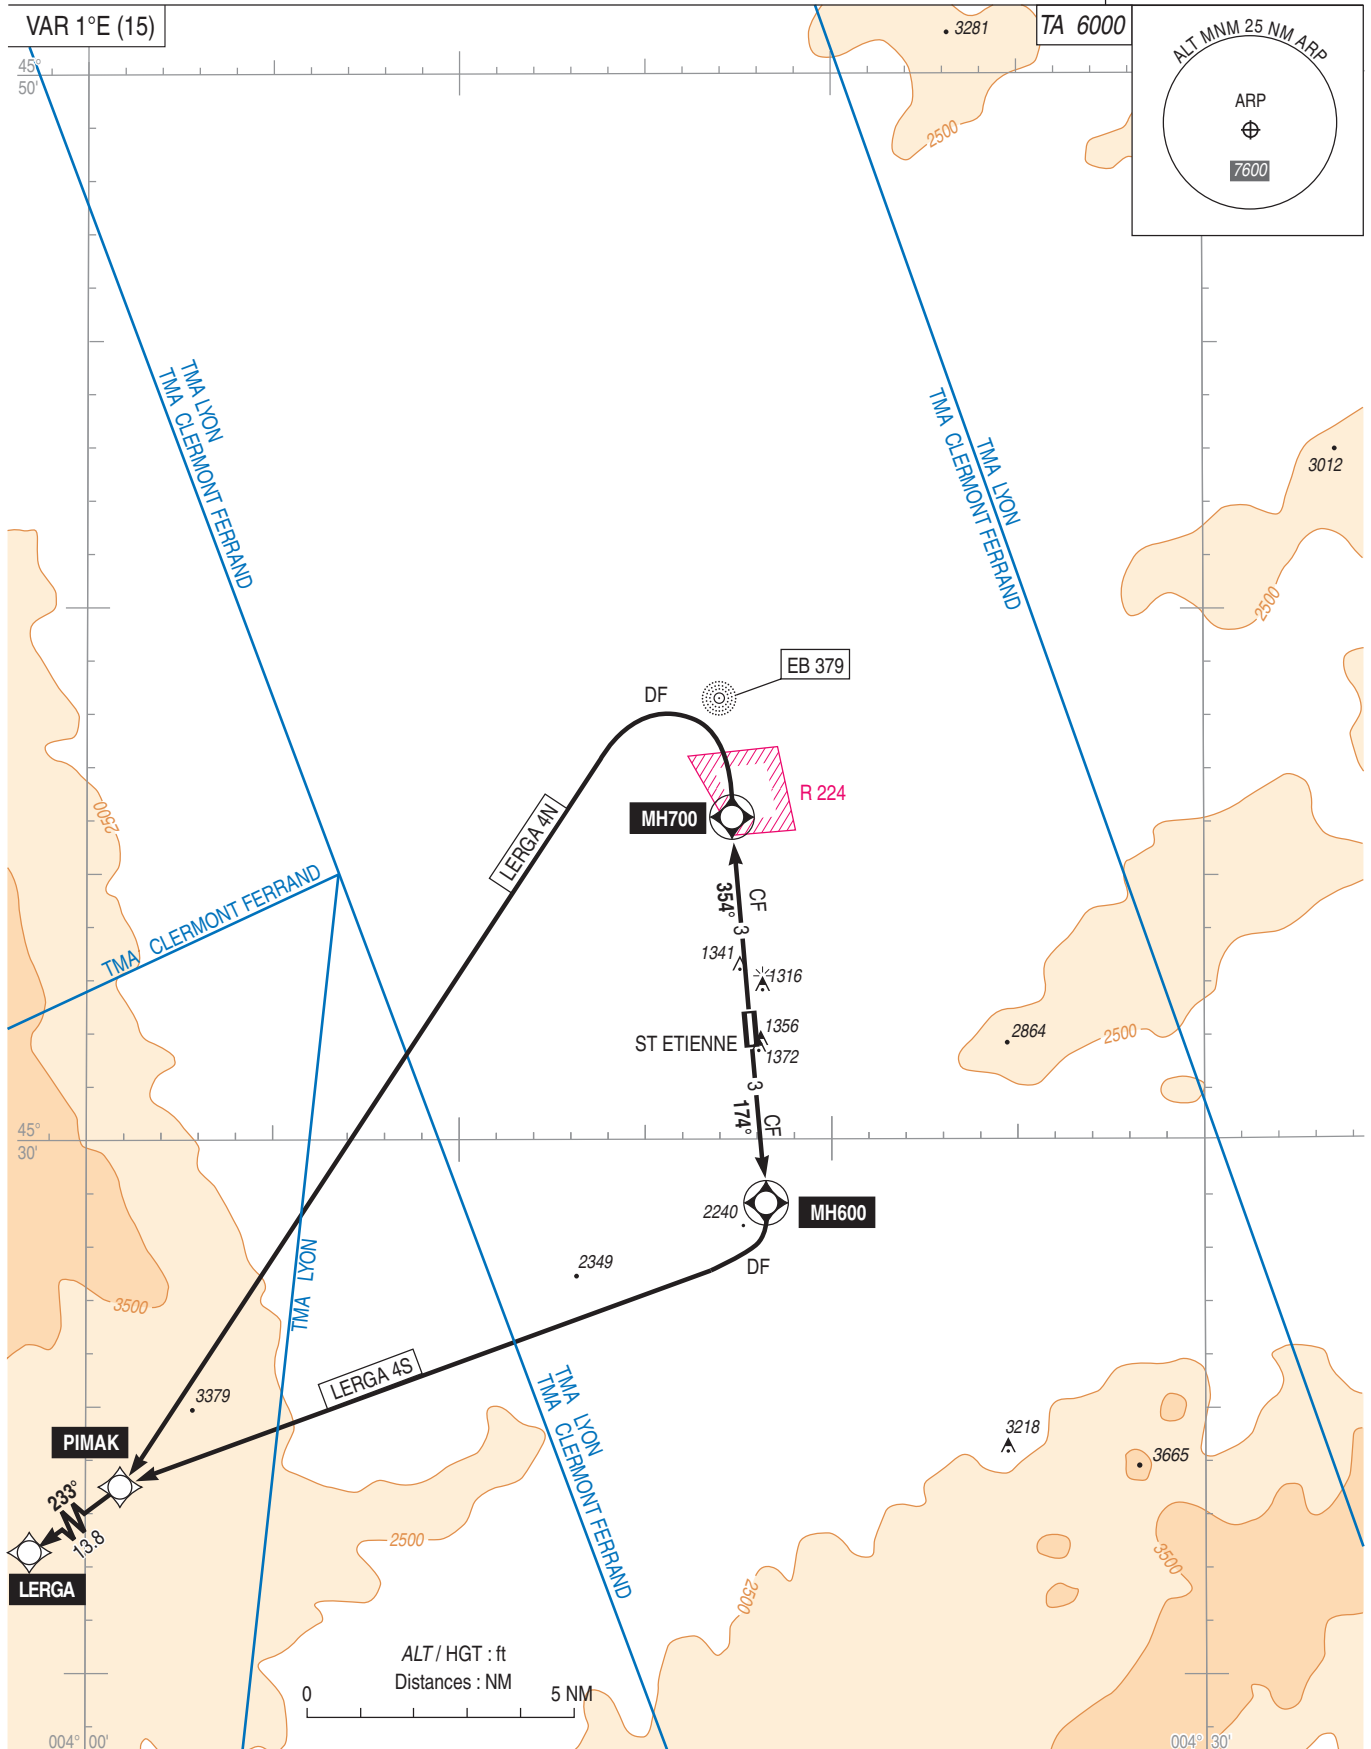 VAR 1°E (15)
3281
TA 6000
ALT MNM 25 NM ARP
ARP
7600
45°
50'
2500
TMA LYON
TMA CLERMONT FERRAND
TMA LYON
TMA CLERMONT FERRAND
3012
2500
EB 379
DF
R 224
MH700
2500
LERGA 4N
TMA CLERMONT FERRAND
354°
CF
3
1341
1316
1356
ST ETIENNE
1372
2864
2500
3
174°
CF
45°
30'
2240
MH600
DF
2349
TMA LYON
3500
LERGA 4S
3379
TMA LYON
TMA CLERMONT FERRAND
PIMAK
3218
3665
233°
13.8
2500
3500
LERGA
2500
ALT / HGT : ft
Distances : NM
0
5 NM
004° 00'
004° 30'